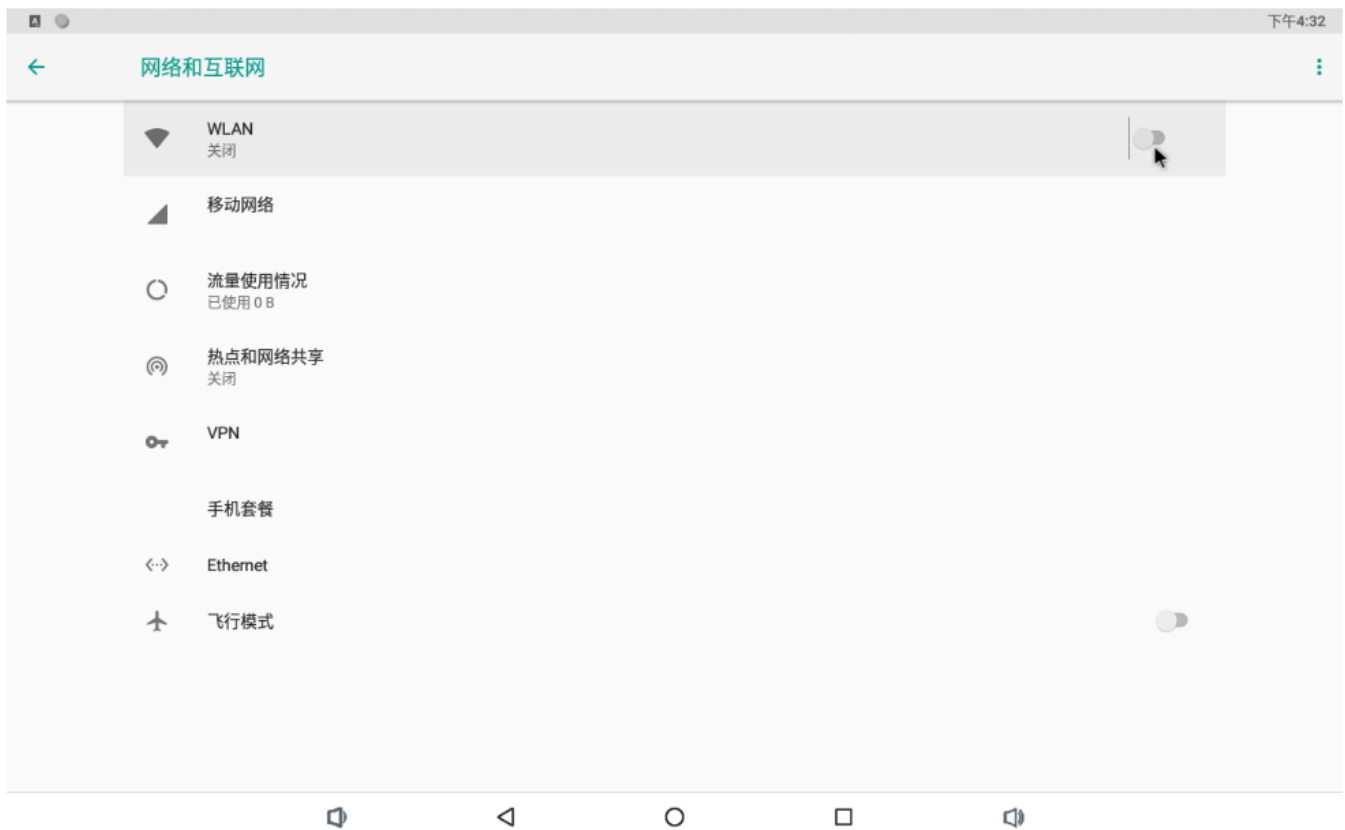 下午4:32
网络和互联网
WLAN
关闭
移动网络
流量使用情况
已使用 0 B
热点和网络共享
关闭
VPN
手机套餐
Ethernet
飞行模式